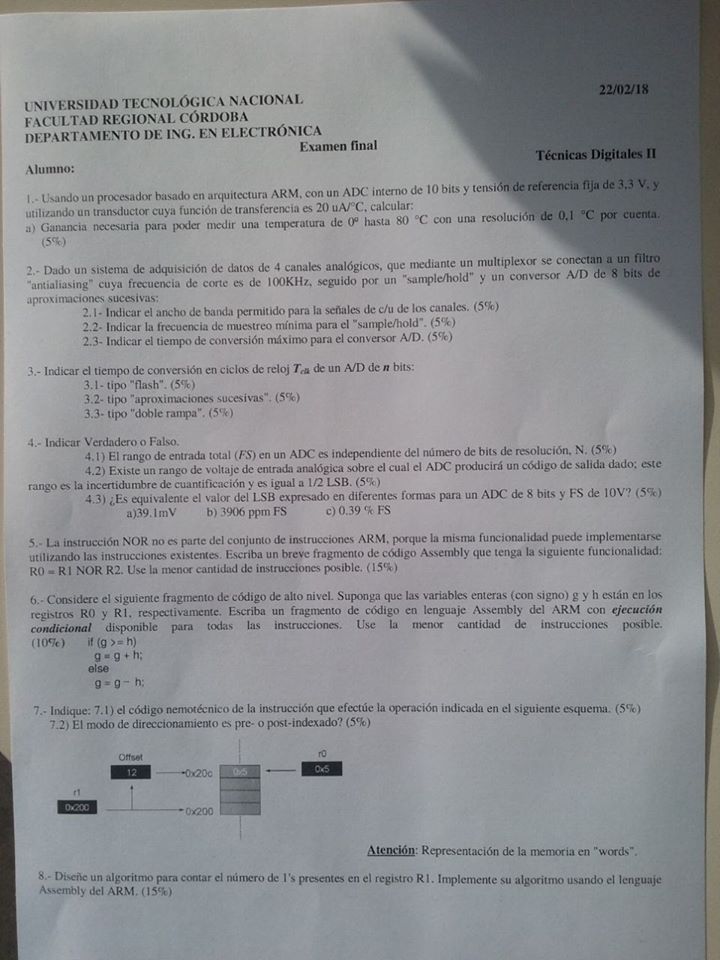 22/02/18
UNIVERSIDAD TECNOLÓGICA NACIONAL
FACULTAD REGIONAL CÓRDOBA
DEPARTAMENTO DE ING. EN ELECTRÓNICA
Examen final
Técnicas Digitales II
Alumno:
1.- Usando un procesador basado en arquitectura ARM, con un ADC interno de 10 bits y tensión de referencia fija de 3,3 V, y
utilizando un transductor cuya función de transferencia es 20 uA/°C, calcular:
a) Ganancia necesaria para poder medir una temperatura de 0º hasta 80 °C con una resolución de 0,1 °C por cuenta.
(5%)
2.- Dado un sistema de adquisición de datos de 4 canales analógicos, que mediante un multiplexor se conectan a un filtro
"antialiasing" cuya frecuencia de corte es de 100KHz, seguido por un "sample/hold" y un conversor A/D de 8 bits de
aproximaciones sucesivas:
2.1- Indicar el ancho de banda permitido para la señales de c/u de los canales. (5%)
2.2- Indicar la frecuencia de muestreo mínima para el "sample/hold". (5%)
2.3- Indicar el tiempo de conversión máximo para el conversor A/D. (5%)
3.- Indicar el tiempo de conversión en ciclos de reloj Tclk de un A/D de n bits:
3.1- tipo "flash". (5%)
3.2- tipo "aproximaciones sucesivas". (5%)
3.3- tipo "doble rampa". (5%)
4.- Indicar Verdadero o Falso.
4.1) El rango de entrada total (FS) en un ADC es independiente del número de bits de resolución, N. (5%)
4.2) Existe un rango de voltaje de entrada analógica sobre el cual el ADC producirá un código de salida dado; este
rango es la incertidumbre de cuantificación y es igual a 1/2 LSB. (5%)
4.3) ¿Es equivalente el valor del LSB expresado en diferentes formas para un ADC de 8 bits y FS de 10V? (5%)
a)39.1mV b) 3906 ppm FS c) 0.39 % FS
5.- La instrucción NOR no es parte del conjunto de instrucciones ARM, porque la misma funcionalidad puede implementarse
utilizando las instrucciones existentes. Escriba un breve fragmento de código Assembly que tenga la siguiente funcionalidad:
R0 = R1 NOR R2. Use la menor cantidad de instrucciones posible. (15%)
6.- Considere el siguiente fragmento de código de alto nivel. Suponga que las variables enteras (con signo) g y h están en los
registros R0 y R1, respectivamente. Escriba un fragmento de código en lenguaje Assembly del ARM con ejecución
condicional disponible para todas las instrucciones. Use la menor cantidad de instrucciones posible.
(10%) if (g >= h)
g = g + h;
else
g = g – h;
7.- Indique: 7.1) el código nemotécnico de la instrucción que efectúe la operación indicada en el siguiente esquema. (5%)
7.2) El modo de direccionamiento es pre- o post-indexado? (5%)
Offset
r0
12
0x20c
0x5
0x5
r1
0x200
0x200
Atención: Representación de la memoria en "words".
8.- Diseñe un algoritmo para contar el número de 1's presentes en el registro R1. Implemente su algoritmo usando el lenguaje
Assembly del ARM. (15%)